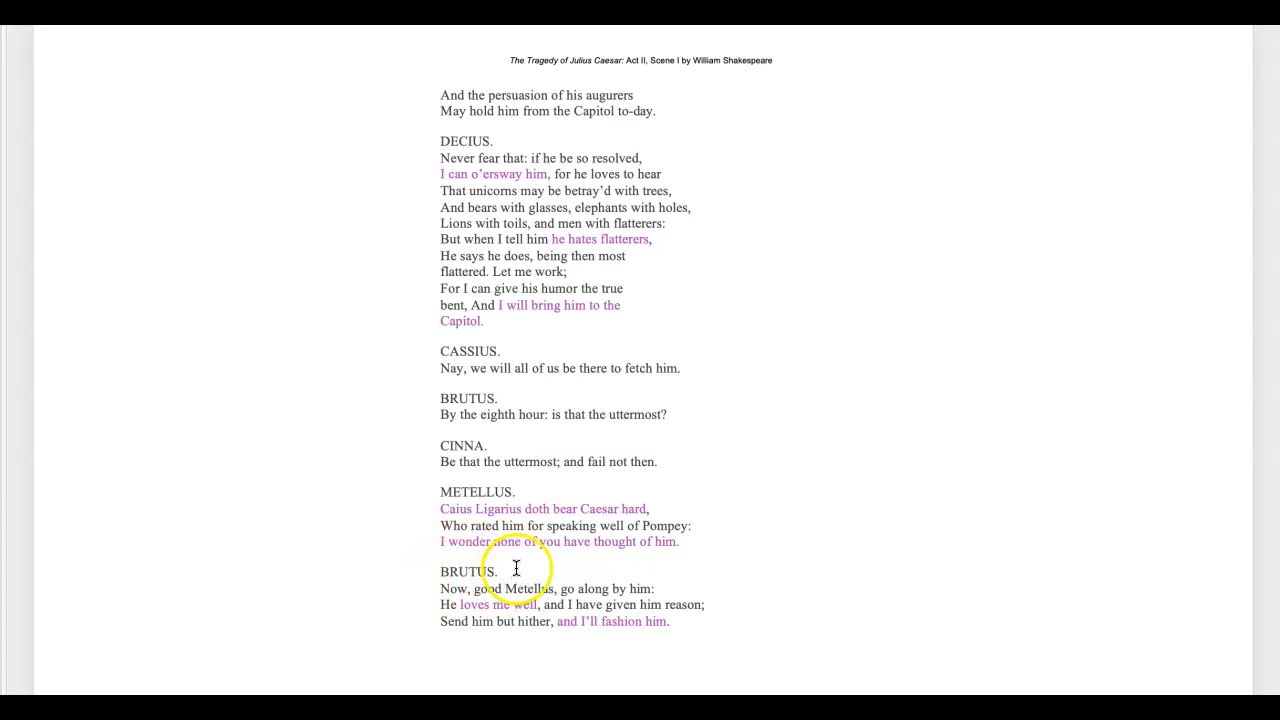 The Tragedy of Julius Caesar: Act II, Scene I by William Shakespeare
And the persuasion of his augurers
May hold him from the Capitol to-day.
DECIUS.
Never fear that: if he be so resolved,
I can o’ersway him, for he loves to hear
That unicorns may be betray’d with trees,
And bears with glasses, elephants with holes,
Lions with toils, and men with flatterers:
But when I tell him he hates flatterers,
He says he does, being then most
flattered. Let me work;
For I can give his humor the true
bent, And I will bring him to the
Capitol.
CASSIUS.
Nay, we will all of us be there to fetch him.
BRUTUS.
By the eighth hour: is that the uttermost?
CINNA.
Be that the uttermost; and fail not then.
METELLUS.
Caius Ligarius doth bear Caesar hard,
Who rated him for speaking well of Pompey:
I wonder none of you have thought of him.
BRUTUS.
Now, good Metellus, go along by him:
He loves me well, and I have given him reason;
Send him but hither, and I’ll fashion him.